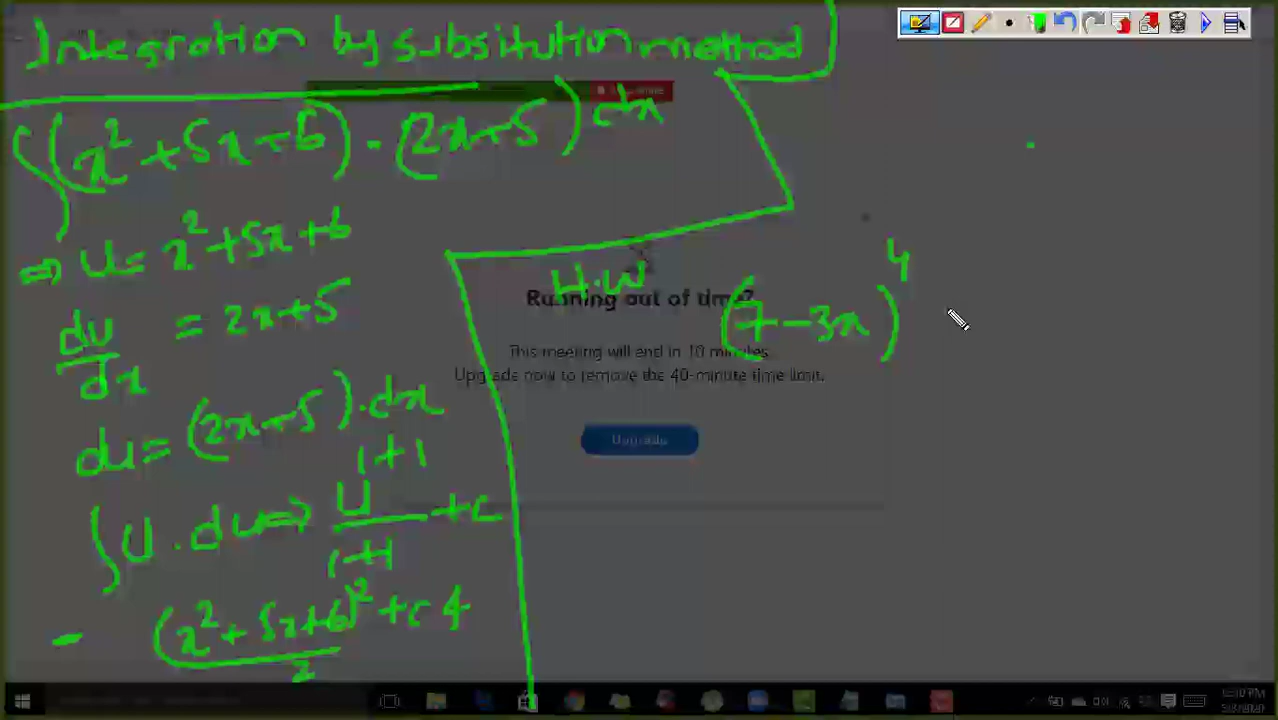 Integration by subsitution method
∫(x²+5x+6)·(2x+5)dx
⇒ U= x²+5x+6
du/dx = 2x+5
du= (2x+5).dx
∫U.du⇒ U^(1+1)/(1+1) +c
= (x²+5x+6)²/2 +c
H.W
(7-3x)⁴
Running out of time?
This meeting will end in 10 minutes.
Upgrade now to remove the 40-minute time limit.
Upgrade